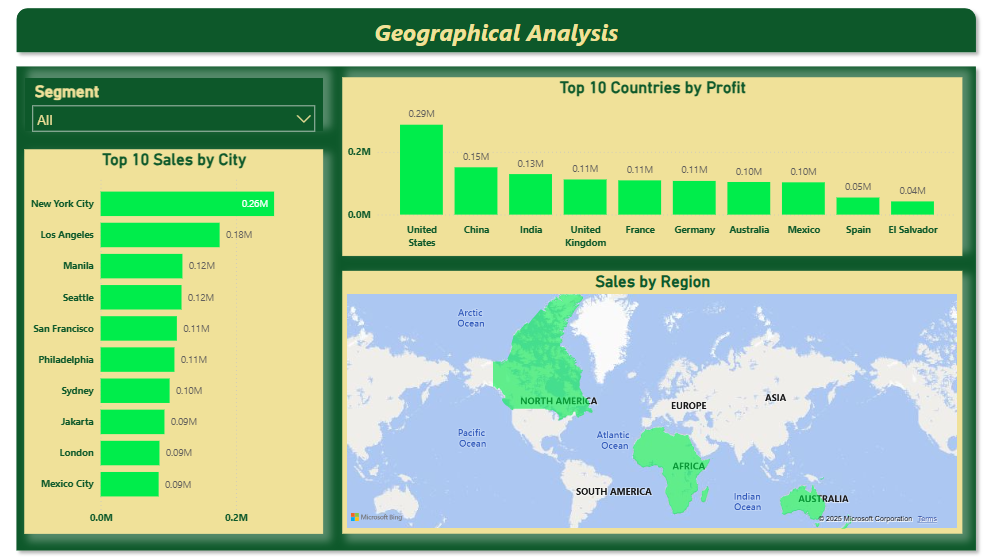 Geographical Analysis
Segment
All
Top 10 Sales by City
New York City 0.26M
Los Angeles 0.18M
Manila 0.12M
Seattle 0.12M
San Francisco 0.11M
Philadelphia 0.11M
Sydney 0.10M
Jakarta 0.09M
London 0.09M
Mexico City 0.09M
0.0M 0.2M
Top 10 Countries by Profit
0.29M 0.15M 0.13M 0.11M 0.11M 0.11M 0.10M 0.10M 0.05M 0.04M
0.2M
0.0M
United States China India United Kingdom France Germany Australia Mexico Spain El Salvador
Sales by Region
Arctic
Ocean
NORTH AMERICA
EUROPE
ASIA
Pacific
Ocean
Atlantic
Ocean
AFRICA
SOUTH AMERICA
Indian
Ocean
AUSTRALIA
Microsoft Bing
© 2025 Microsoft Corporation Terms